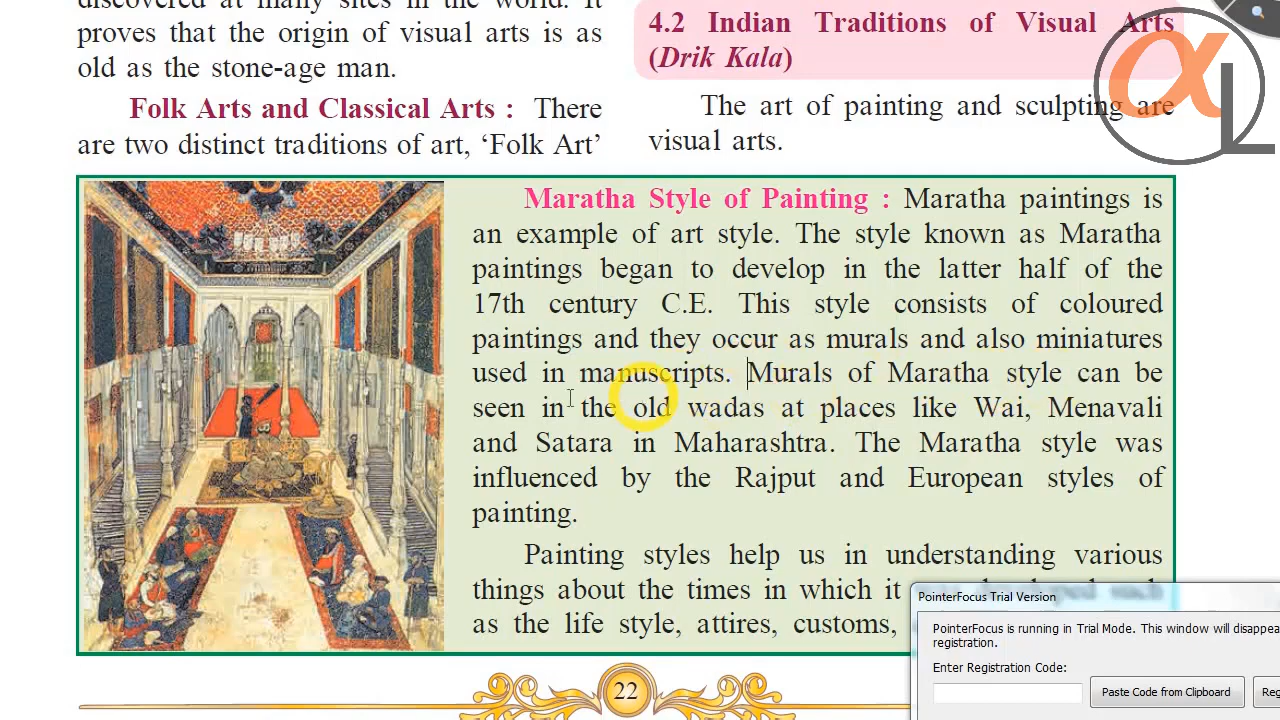 discovered at many sites in the world. It
proves that the origin of visual arts is as
old as the stone-age man.
Folk Arts and Classical Arts : There
are two distinct traditions of art, ‘Folk Art’
4.2 Indian Traditions of Visual Arts
(Drik Kala)
The art of painting and sculpting are
visual arts.
Maratha Style of Painting : Maratha paintings is
an example of art style. The style known as Maratha
paintings began to develop in the latter half of the
17th century C.E. This style consists of coloured
paintings and they occur as murals and also miniatures
used in manuscripts. Murals of Maratha style can be
seen in the old wadas at places like Wai, Menavali
and Satara in Maharashtra. The Maratha style was
influenced by the Rajput and European styles of
painting.
Painting styles help us in understanding various
things about the times in which it
as the life style, attires, customs,
22
PointerFocus Trial Version
PointerFocus is running in Trial Mode. This window will disappea
registration.
Enter Registration Code:
Paste Code from Clipboard
Reg
αL